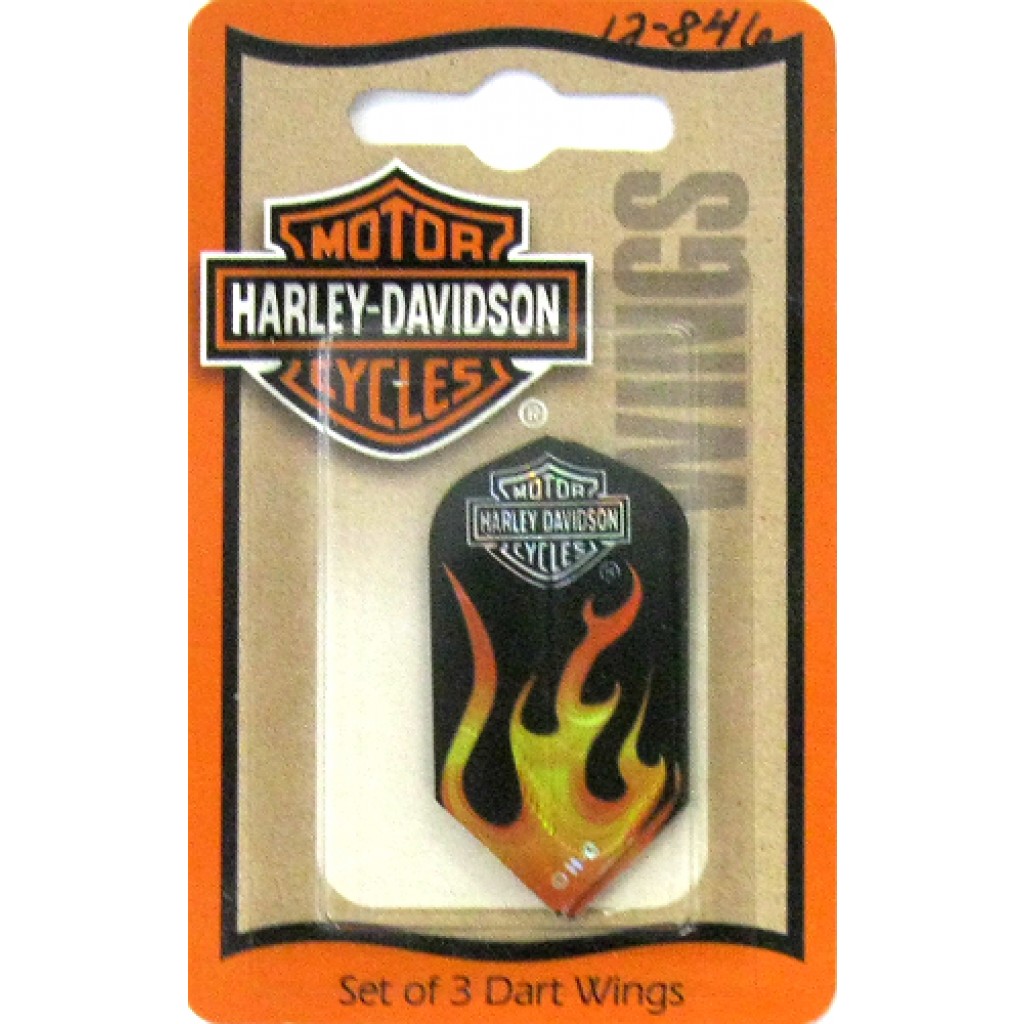 12-846
WINGS
MOTOR
HARLEY-DAVIDSON
CYCLES
®
MOTOR
HARLEY DAVIDSON
CYCLES
®
© H-D
Set of 3 Dart Wings